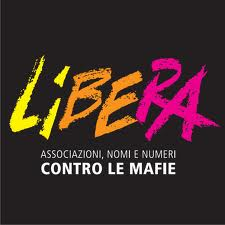 LiBERA
ASSOCIAZIONI, NOMI E NUMERI
CONTRO LE MAFIE